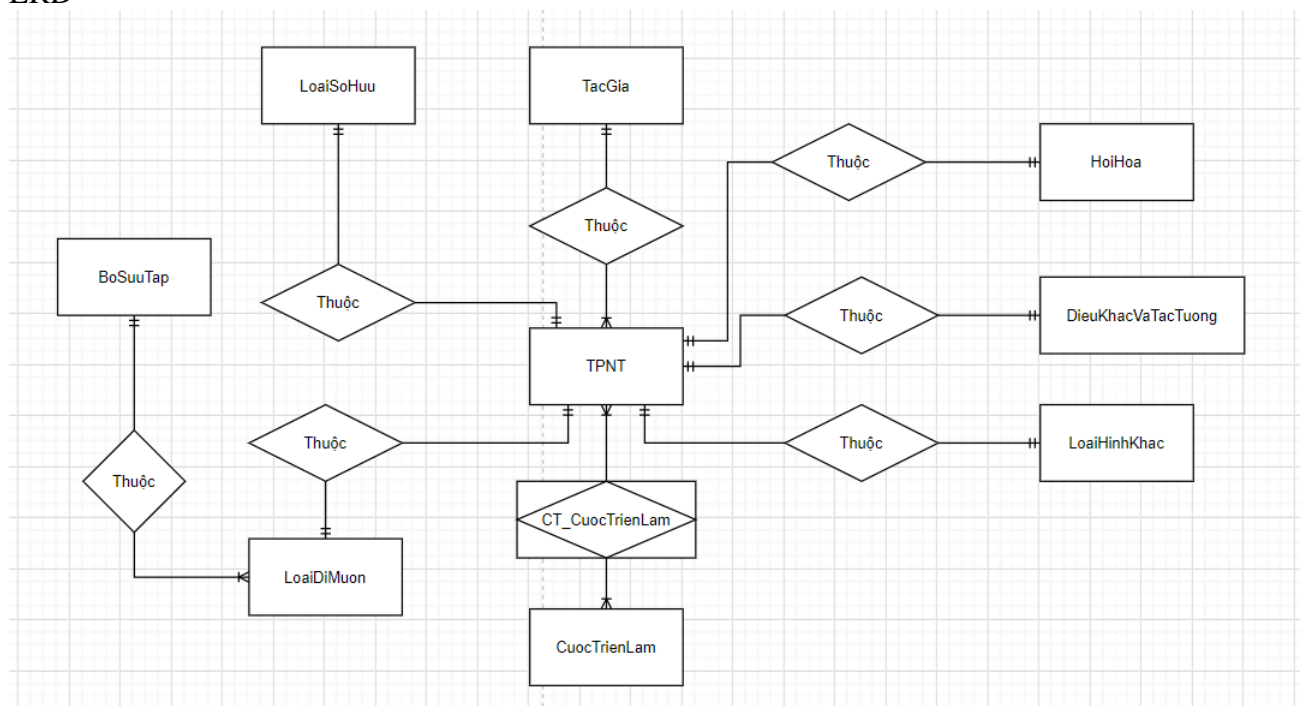 ERD
LoaiSoHuu
TacGia
Thuộc
HoiHoa
Thuộc
BoSuuTap
Thuộc
Thuộc
DieuKhacVaTacTuong
TPNT
Thuộc
Thuộc
LoaiHinhKhac
Thuộc
CT_CuocTrienLam
LoaiDiMuon
CuocTrienLam